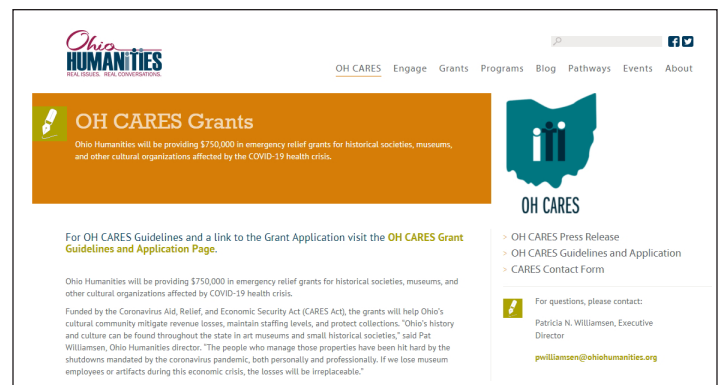 Ohio
HUMANiTIES
REAL ISSUES. REAL CONVERSATIONS.
OH CARES Engage Grants Programs Blog Pathways Events About
OH CARES Grants
Ohio Humanities will be providing $750,000 in emergency relief grants for historical societies, museums,
and other cultural organizations affected by the COVID-19 health crisis.
OH CARES
For OH CARES Guidelines and a link to the Grant Application visit the OH CARES Grant
Guidelines and Application Page.
Ohio Humanities will be providing $750,000 in emergency relief grants for historical societies, museums, and
other cultural organizations affected by COVID-19 health crisis.
Funded by the Coronavirus Aid, Relief, and Economic Security Act (CARES Act), the grants will help Ohio's
cultural community mitigate revenue losses, maintain staffing levels, and protect collections. "Ohio's history
and culture can be found throughout the state in art museums and small historical societies," said Pat
Williamsen, Ohio Humanities director. "The people who manage those properties have been hit hard by the
shutdowns mandated by the coronavirus pandemic, both personally and professionally. If we lose museum
employees or artifacts during this economic crisis, the losses will be irreplaceable."
> OH CARES Press Release
> OH CARES Guidelines and Application
> CARES Contact Form
For questions, please contact:
Patricia N. Williamsen, Executive
Director
pwilliamsen@ohiohumanities.org